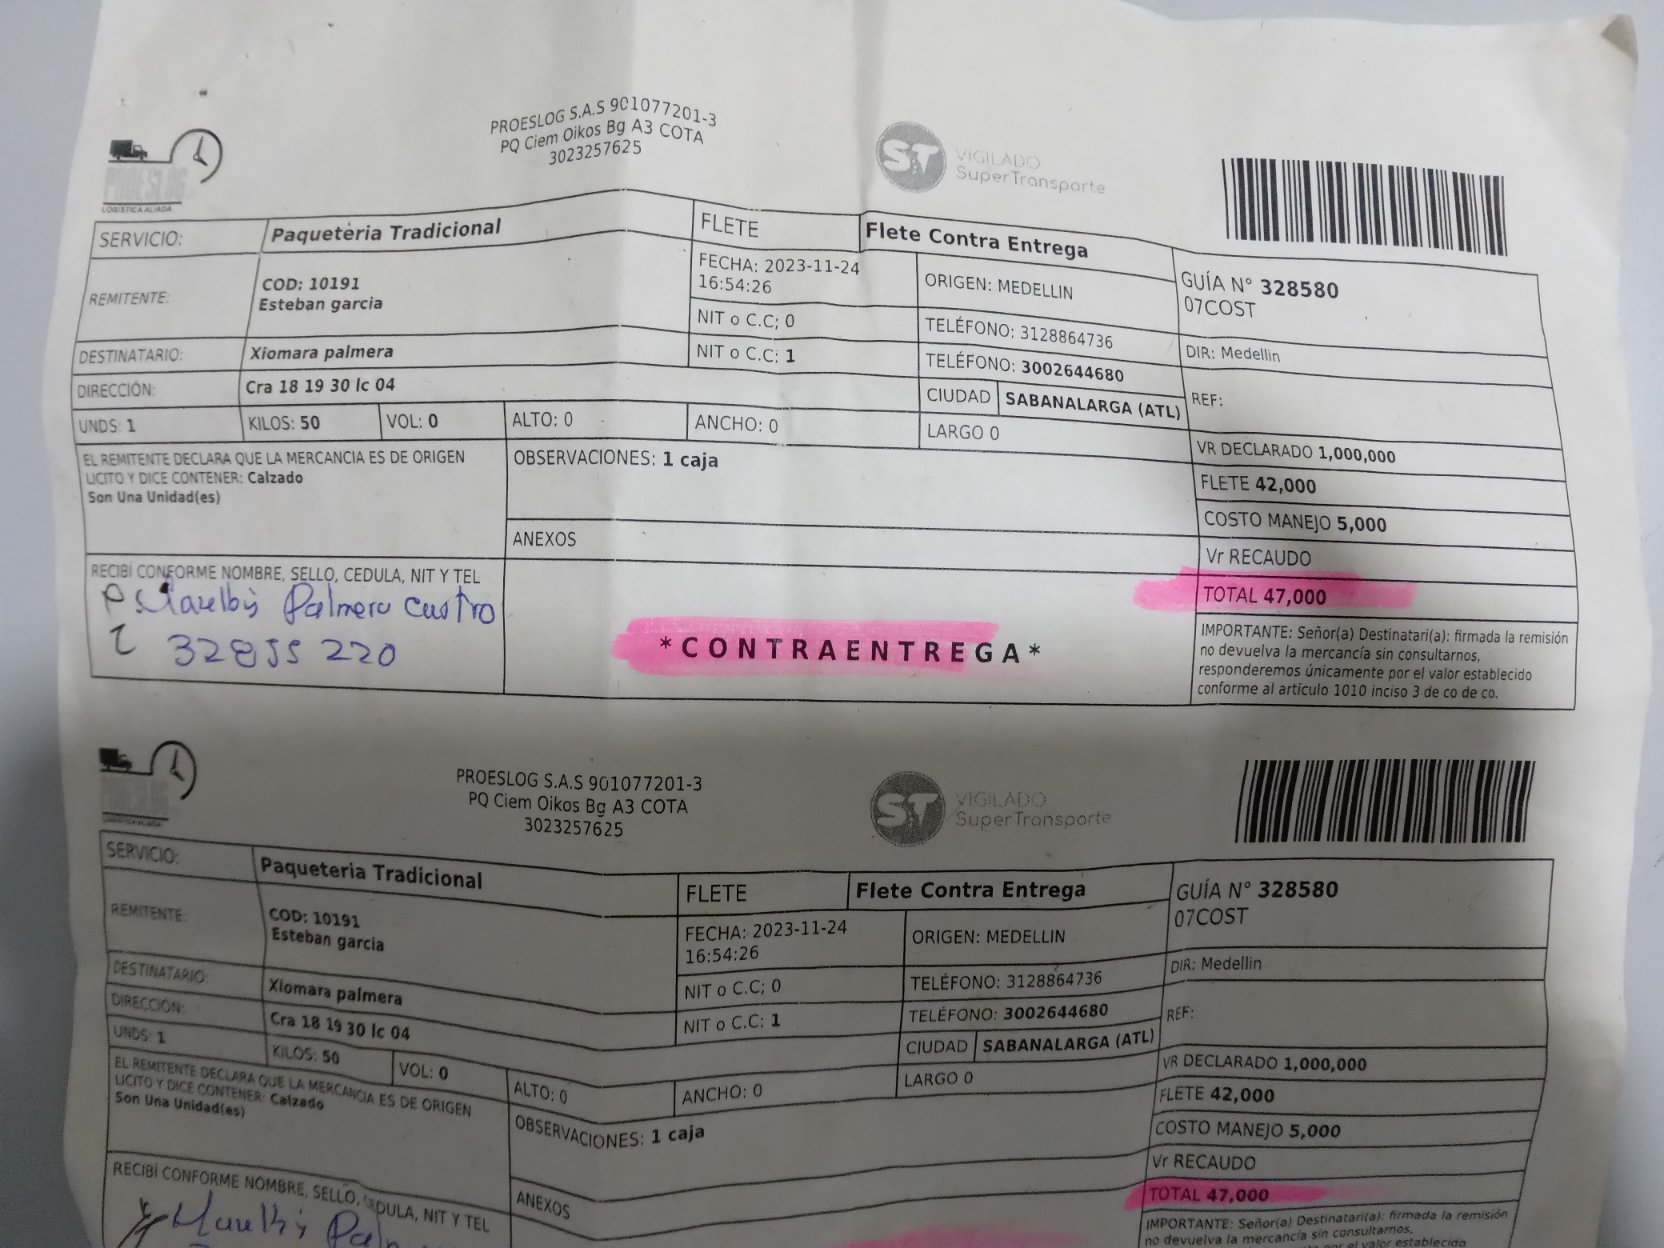 PROESLOG S.A.S 901077201-3
PQ Ciem Oikos Bg A3 COTA
3023257625
PROESLOG
LOGÍSTICA ALIADA
ST VIGILADO
SuperTransporte
SERVICIO: Paqueteria Tradicional FLETE Flete Contra Entrega
REMITENTE: COD: 10191
Esteban garcia
FECHA: 2023-11-24
16:54:26
ORIGEN: MEDELLIN
GUÍA N° 328580
07COST
NIT o C.C; 0 TELÉFONO: 3128864736 DIR: Medellin
DESTINATARIO: Xiomara palmera NIT o C.C: 1 TELÉFONO: 3002644680
DIRECCIÓN: Cra 18 19 30 lc 04 CIUDAD SABANALARGA (ATL) REF:
UNDS: 1 KILOS: 50 VOL: 0 ALTO: 0 ANCHO: 0 LARGO 0
VR DECLARADO 1,000,000
EL REMITENTE DECLARA QUE LA MERCANCIA ES DE ORIGEN
LICITO Y DICE CONTENER: Calzado
Son Una Unidad(es)
OBSERVACIONES: 1 caja
FLETE 42,000
COSTO MANEJO 5,000
ANEXOS
Vr RECAUDO
TOTAL 47,000
RECIBÍ CONFORME NOMBRE, SELLO, CEDULA, NIT Y TEL
Palmera Castro
32855 220
*CONTRAENTREGA*
IMPORTANTE: Señor(a) Destinatari(a): firmada la remisión
no devuelva la mercancía sin consultarnos,
responderemos únicamente por el valor establecido
conforme al artículo 1010 inciso 3 de co de co.
PROESLOG S.A.S 901077201-3
PQ Ciem Oikos Bg A3 COTA
3023257625
ST VIGILADO
SuperTransporte
SERVICIO: Paqueteria Tradicional FLETE Flete Contra Entrega
REMITENTE: COD: 10191
Esteban garcia
FECHA: 2023-11-24
16:54:26
ORIGEN: MEDELLIN
GUÍA N° 328580
07COST
NIT o C.C; 0 TELÉFONO: 3128864736 DIR: Medellin
DESTINATARIO: Xiomara palmera NIT o C.C: 1 TELÉFONO: 3002644680
DIRECCIÓN: Cra 18 19 30 lc 04 CIUDAD SABANALARGA (ATL) REF:
UNDS: 1 KILOS: 50 VOL: 0 ALTO: 0 ANCHO: 0 LARGO 0
VR DECLARADO 1,000,000
EL REMITENTE DECLARA QUE LA MERCANCIA ES DE ORIGEN
LICITO Y DICE CONTENER: Calzado
Son Una Unidad(es)
OBSERVACIONES: 1 caja
FLETE 42,000
COSTO MANEJO 5,000
Vr RECAUDO
ANEXOS
TOTAL 47,000
RECIBÍ CONFORME NOMBRE, SELLO, CEDULA, NIT Y TEL
IMPORTANTE: Señor(a) Destinatari(a): firmada la remisión
no devuelva la mercancía sin consultarnos,
por el valor establecido